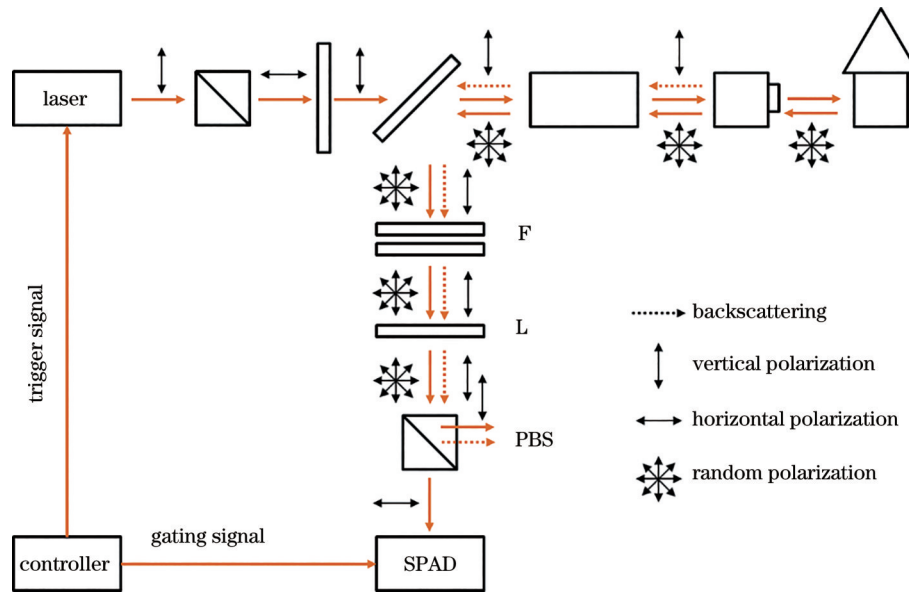 laser
F
L
PBS
trigger signal
gating signal
controller
SPAD
backscattering
vertical polarization
horizontal polarization
random polarization